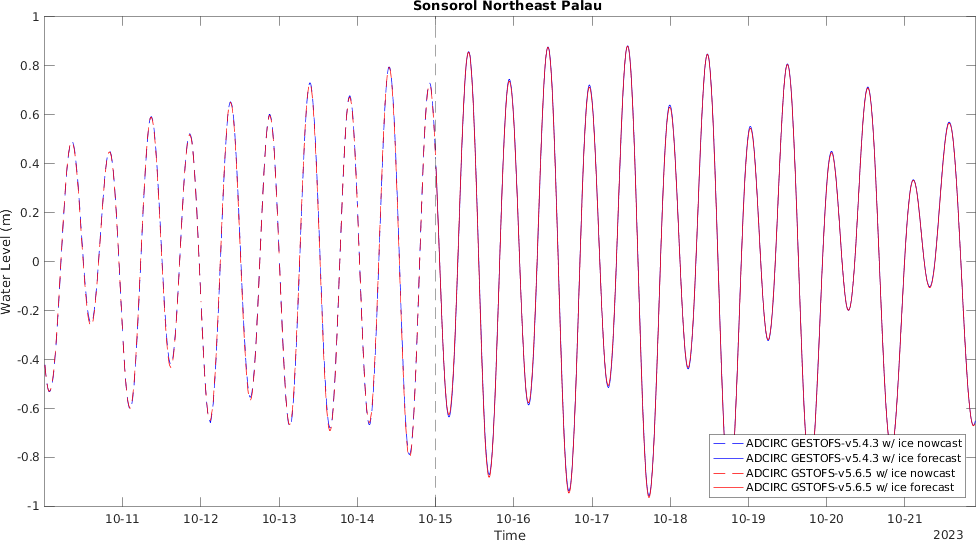 Sonsorol Northeast Palau
1
0.8
0.6
0.4
0.2
0
-0.2
-0.4
-0.6
-0.8
-1
Water Level (m)
ADCIRC GESTOFS-v5.4.3 w/ ice nowcast
ADCIRC GESTOFS-v5.4.3 w/ ice forecast
ADCIRC GSTOFS-v5.6.5 w/ ice nowcast
ADCIRC GSTOFS-v5.6.5 w/ ice forecast
10-11 10-12 10-13 10-14 10-15 10-16 10-17 10-18 10-19 10-20 10-21
Time
2023